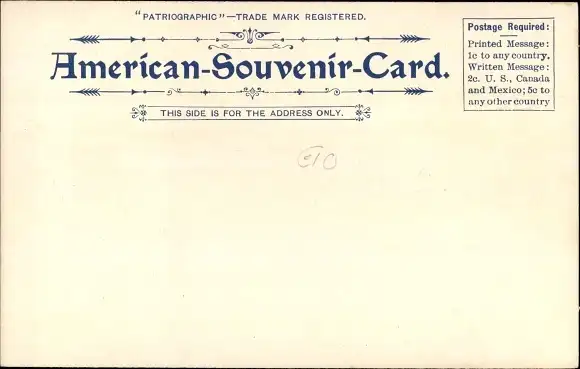 "PATRIOGRAPHIC"—TRADE MARK REGISTERED.
American-Souvenir-Card.
THIS SIDE IS FOR THE ADDRESS ONLY.
Postage Required:
Printed Message:
1c to any country.
Written Message:
2c. U. S., Canada
and Mexico; 5c to
any other country